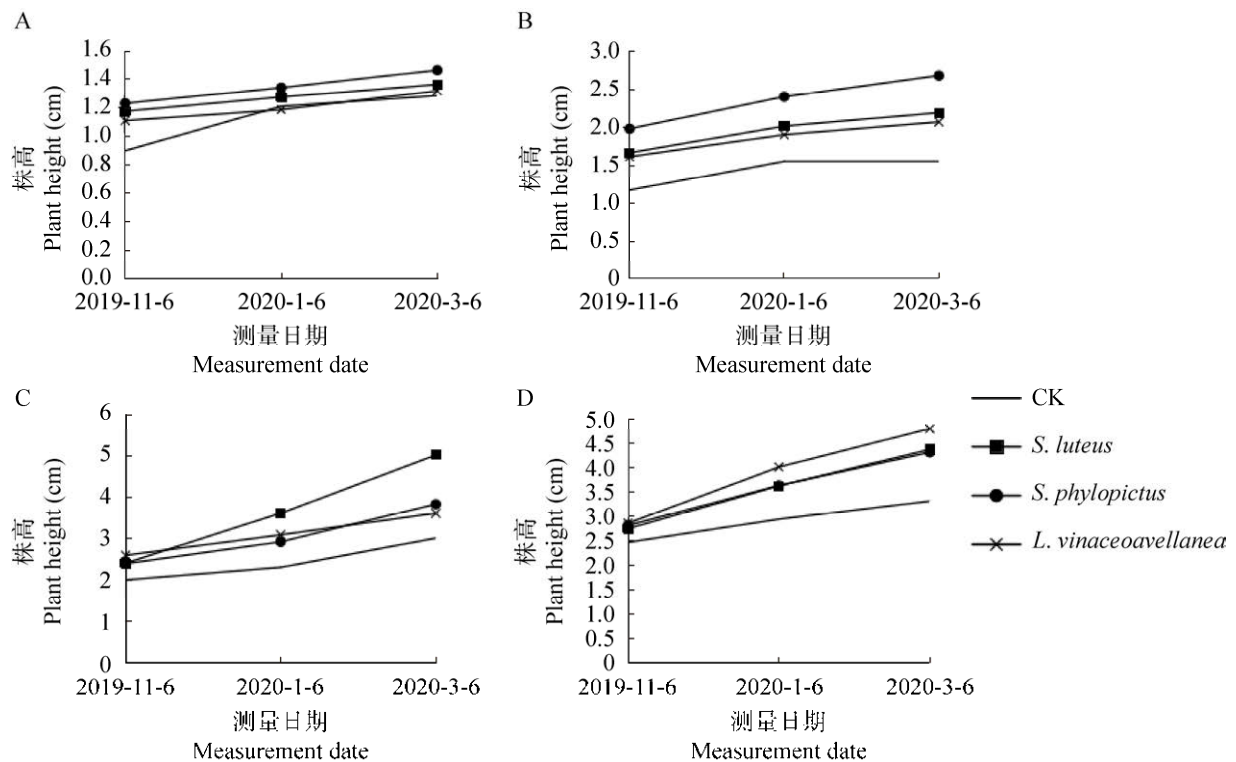 A
株高
Plant height (cm)
1.6
1.4
1.2
1.0
0.8
0.6
0.4
0.2
0.0
2019-11-6 2020-1-6 2020-3-6
测量日期
Measurement date
B
株高
Plant height (cm)
3.0
2.5
2.0
1.5
1.0
0.5
0
2019-11-6 2020-1-6 2020-3-6
测量日期
Measurement date
C
株高
Plant height (cm)
6
5
4
3
2
1
0
2019-11-6 2020-1-6 2020-3-6
测量日期
Measurement date
D
株高
Plant height (cm)
5.0
4.5
4.0
3.5
3.0
2.5
2.0
1.5
1.0
0.5
0
2019-11-6 2020-1-6 2020-3-6
测量日期
Measurement date
CK
S. luteus
S. phylopictus
L. vinaceoavellanea